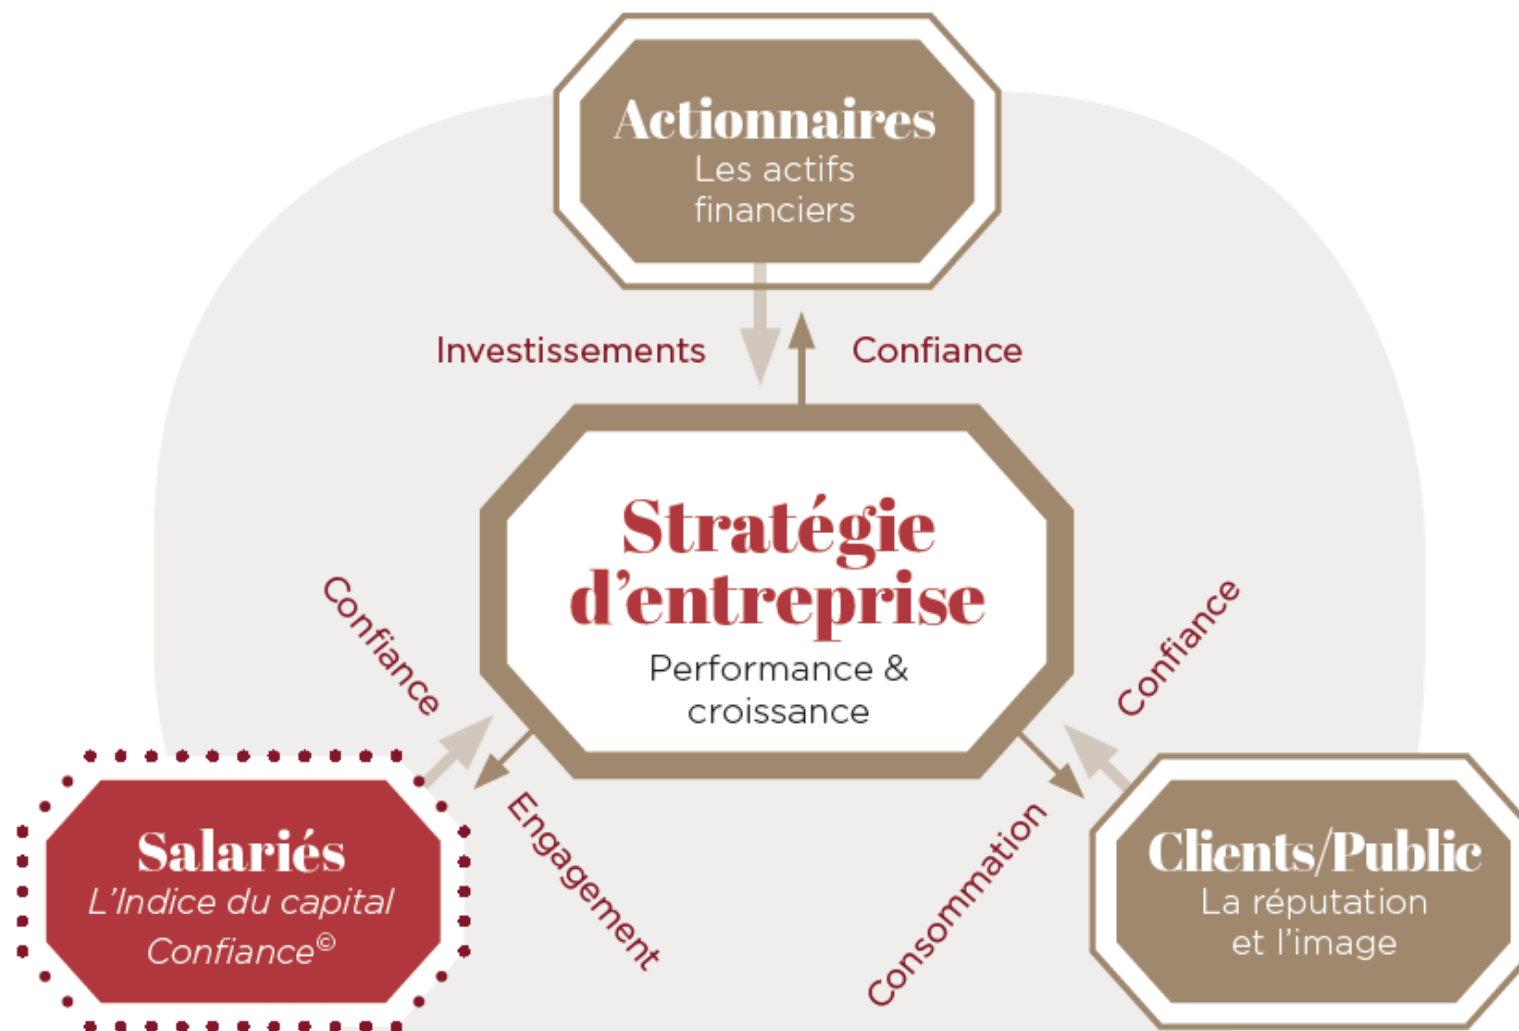 Actionnaires
Les actifs
financiers
Investissements
Confiance
Stratégie
d’entreprise
Performance &
croissance
Confiance
Confiance
Engagement
Consommation
Salariés
L’Indice du capital
Confiance©
Clients/Public
La réputation
et l’image